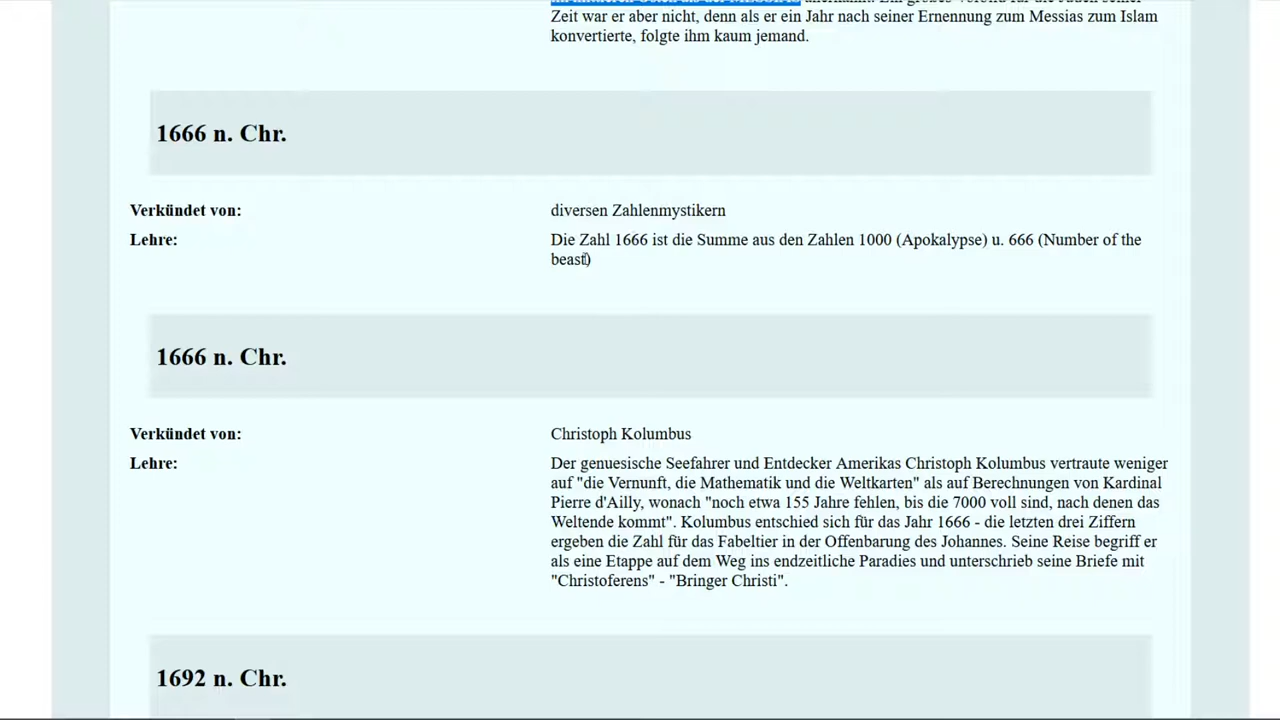 Zeit war er aber nicht, denn als er ein Jahr nach seiner Ernennung zum Messias zum Islam
konvertierte, folgte ihm kaum jemand.
1666 n. Chr.
Verkündet von: diversen Zahlenmystikern
Lehre: Die Zahl 1666 ist die Summe aus den Zahlen 1000 (Apokalypse) u. 666 (Number of the
beast)
1666 n. Chr.
Verkündet von: Christoph Kolumbus
Lehre: Der genuesische Seefahrer und Entdecker Amerikas Christoph Kolumbus vertraute weniger
auf "die Vernunft, die Mathematik und die Weltkarten" als auf Berechnungen von Kardinal
Pierre d'Ailly, wonach "noch etwa 155 Jahre fehlen, bis die 7000 voll sind, nach denen das
Weltende kommt". Kolumbus entschied sich für das Jahr 1666 - die letzten drei Ziffern
ergeben die Zahl für das Fabeltier in der Offenbarung des Johannes. Seine Reise begriff er
als eine Etappe auf dem Weg ins endzeitliche Paradies und unterschrieb seine Briefe mit
"Christoferens" - "Bringer Christi".
1692 n. Chr.